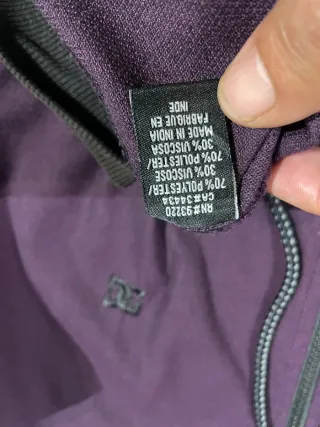 RN#93220
CA#34434
70% POLYESTER/
30% VISCOSE
70% POLIESTER/
30% VISCOSA
MADE IN INDIA
FABRIQUE EN
INDE